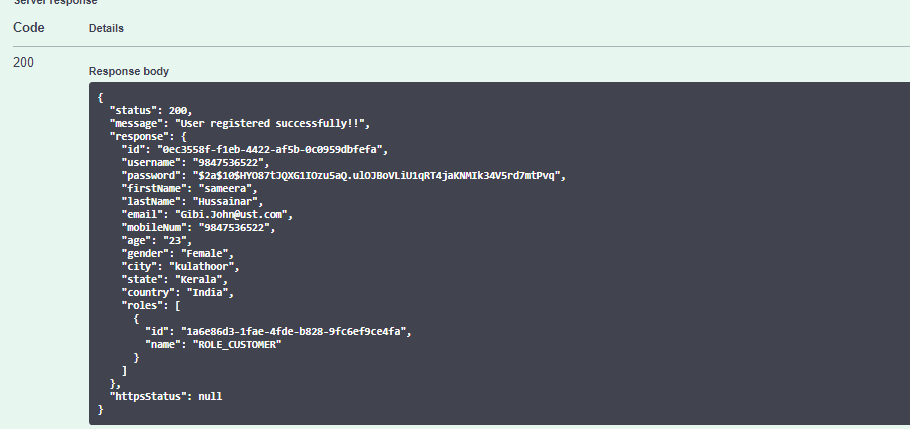 Server response
Code Details
200
Response body
{
"status": 200,
"message": "User registered successfully!!",
"response": {
"id": "0ec3558f-f1eb-4422-af5b-0c0959dbfefa",
"username": "9847536522",
"password": "$2a$10$HYO87tJQXG1IOzu5aQ.ulOJBoVLiU1qRT4jaKNMIk34V5rd7mtPvq",
"firstName": "sameera",
"lastName": "Hussainar",
"email": "Gibi.John@ust.com",
"mobileNum": "9847536522",
"age": "23",
"gender": "Female",
"city": "kulathoor",
"state": "Kerala",
"country": "India",
"roles": [
{
"id": "1a6e86d3-1fae-4fde-b828-9fc6ef9ce4fa",
"name": "ROLE_CUSTOMER"
}
]
},
"httpsStatus": null
}